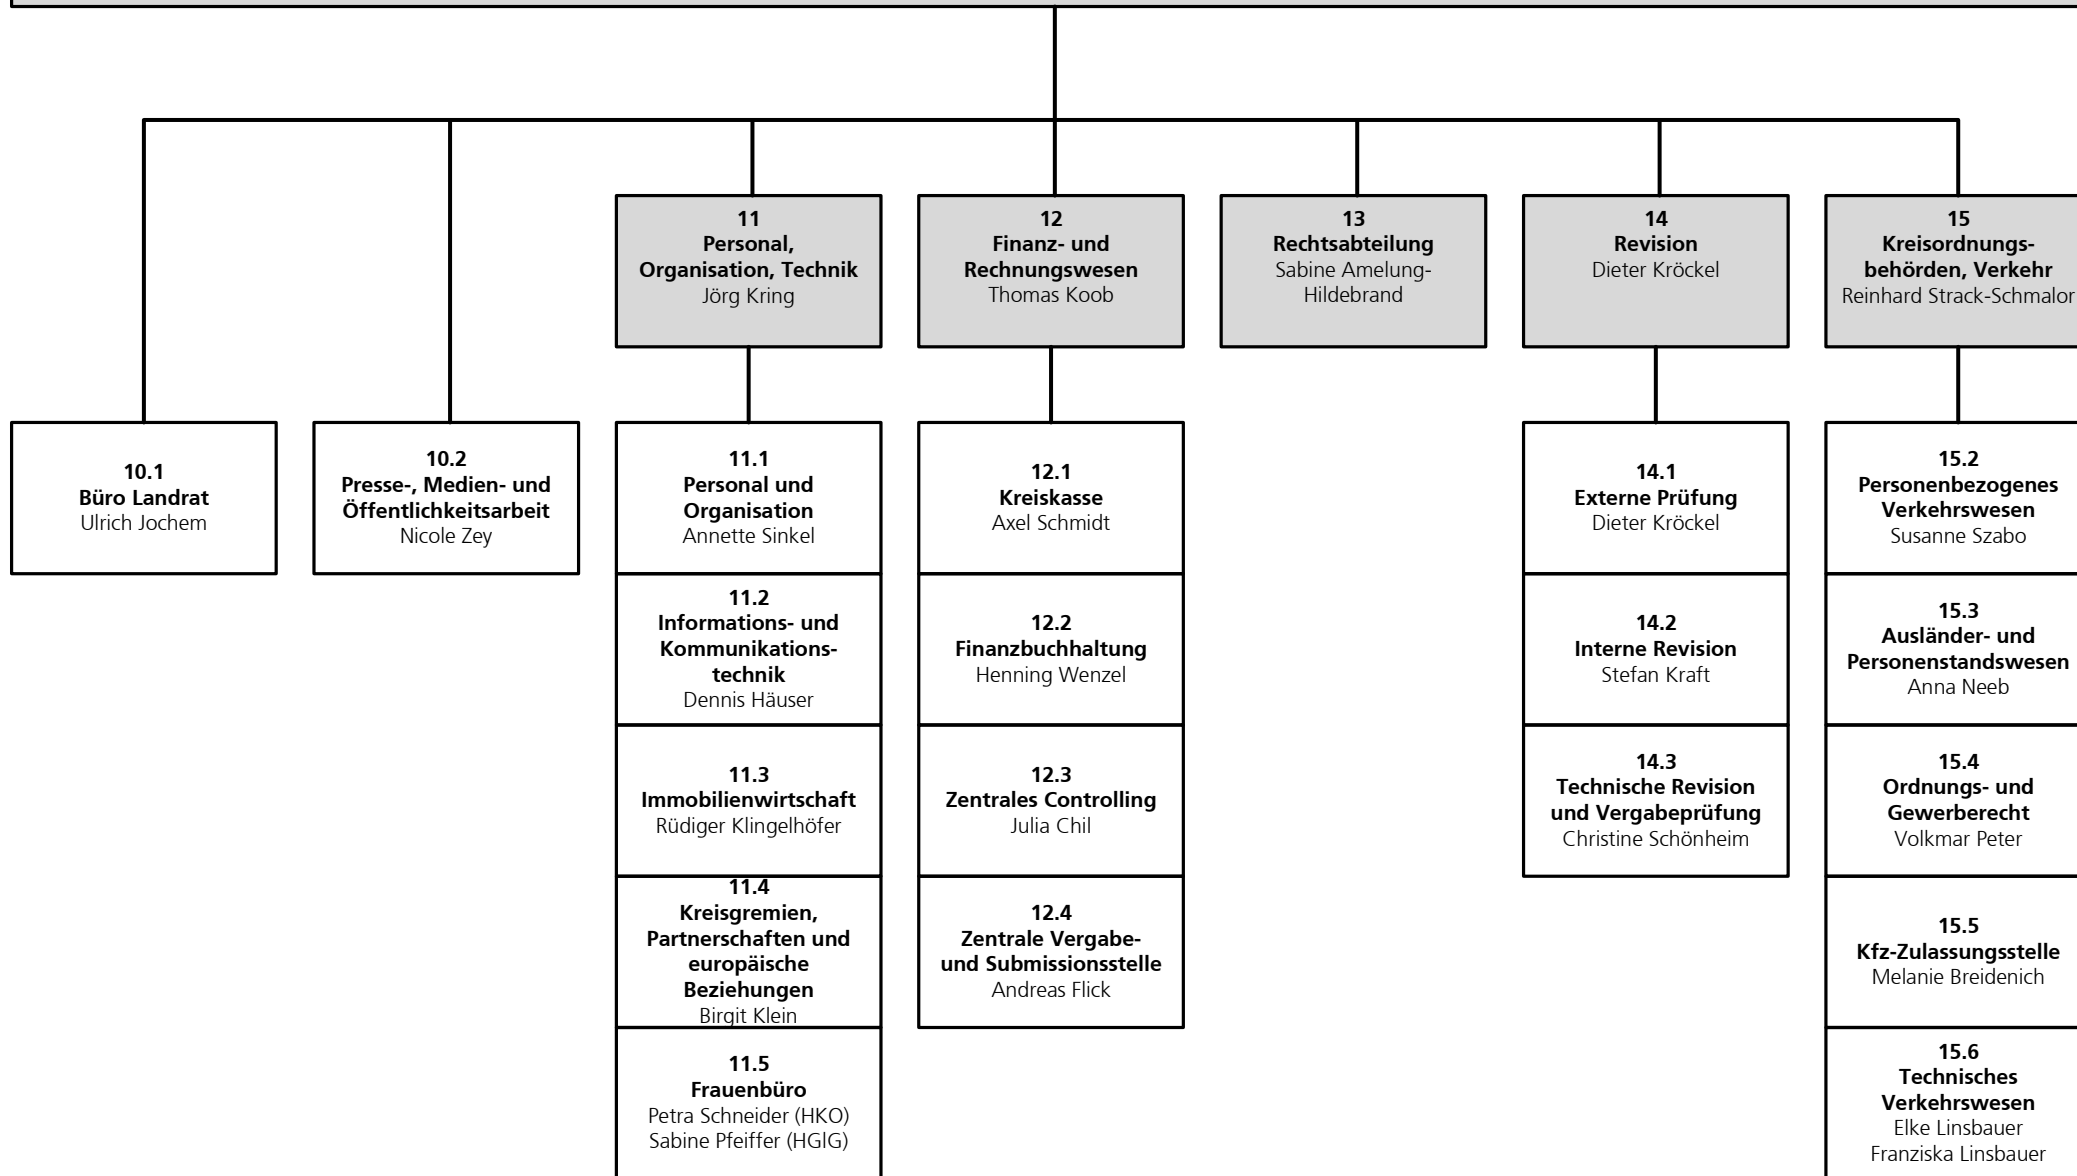 11
Personal,
Organisation, Technik
Jörg Kring
12
Finanz- und
Rechnungswesen
Thomas Koob
13
Rechtsabteilung
Sabine Amelung-
Hildebrand
14
Revision
Dieter Kröckel
15
Kreisordnungs-
behörden, Verkehr
Reinhard Strack-Schmalor
10.1
Büro Landrat
Ulrich Jochem
10.2
Presse-, Medien- und
Öffentlichkeitsarbeit
Nicole Zey
11.1
Personal und
Organisation
Annette Sinkel
11.2
Informations- und
Kommunikations-
technik
Dennis Häuser
11.3
Immobilienwirtschaft
Rüdiger Klingelhöfer
11.4
Kreisgremien,
Partnerschaften und
europäische
Beziehungen
Birgit Klein
11.5
Frauenbüro
Petra Schneider (HKO)
Sabine Pfeiffer (HGlG)
12.1
Kreiskasse
Axel Schmidt
12.2
Finanzbuchhaltung
Henning Wenzel
12.3
Zentrales Controlling
Julia Chil
12.4
Zentrale Vergabe-
und Submissionsstelle
Andreas Flick
14.1
Externe Prüfung
Dieter Kröckel
14.2
Interne Revision
Stefan Kraft
14.3
Technische Revision
und Vergabeprüfung
Christine Schönheim
15.2
Personenbezogenes
Verkehrswesen
Susanne Szabo
15.3
Ausländer- und
Personenstandswesen
Anna Neeb
15.4
Ordnungs- und
Gewerberecht
Volkmar Peter
15.5
Kfz-Zulassungsstelle
Melanie Breidenich
15.6
Technisches
Verkehrswesen
Elke Linsbauer
Franziska Linsbauer